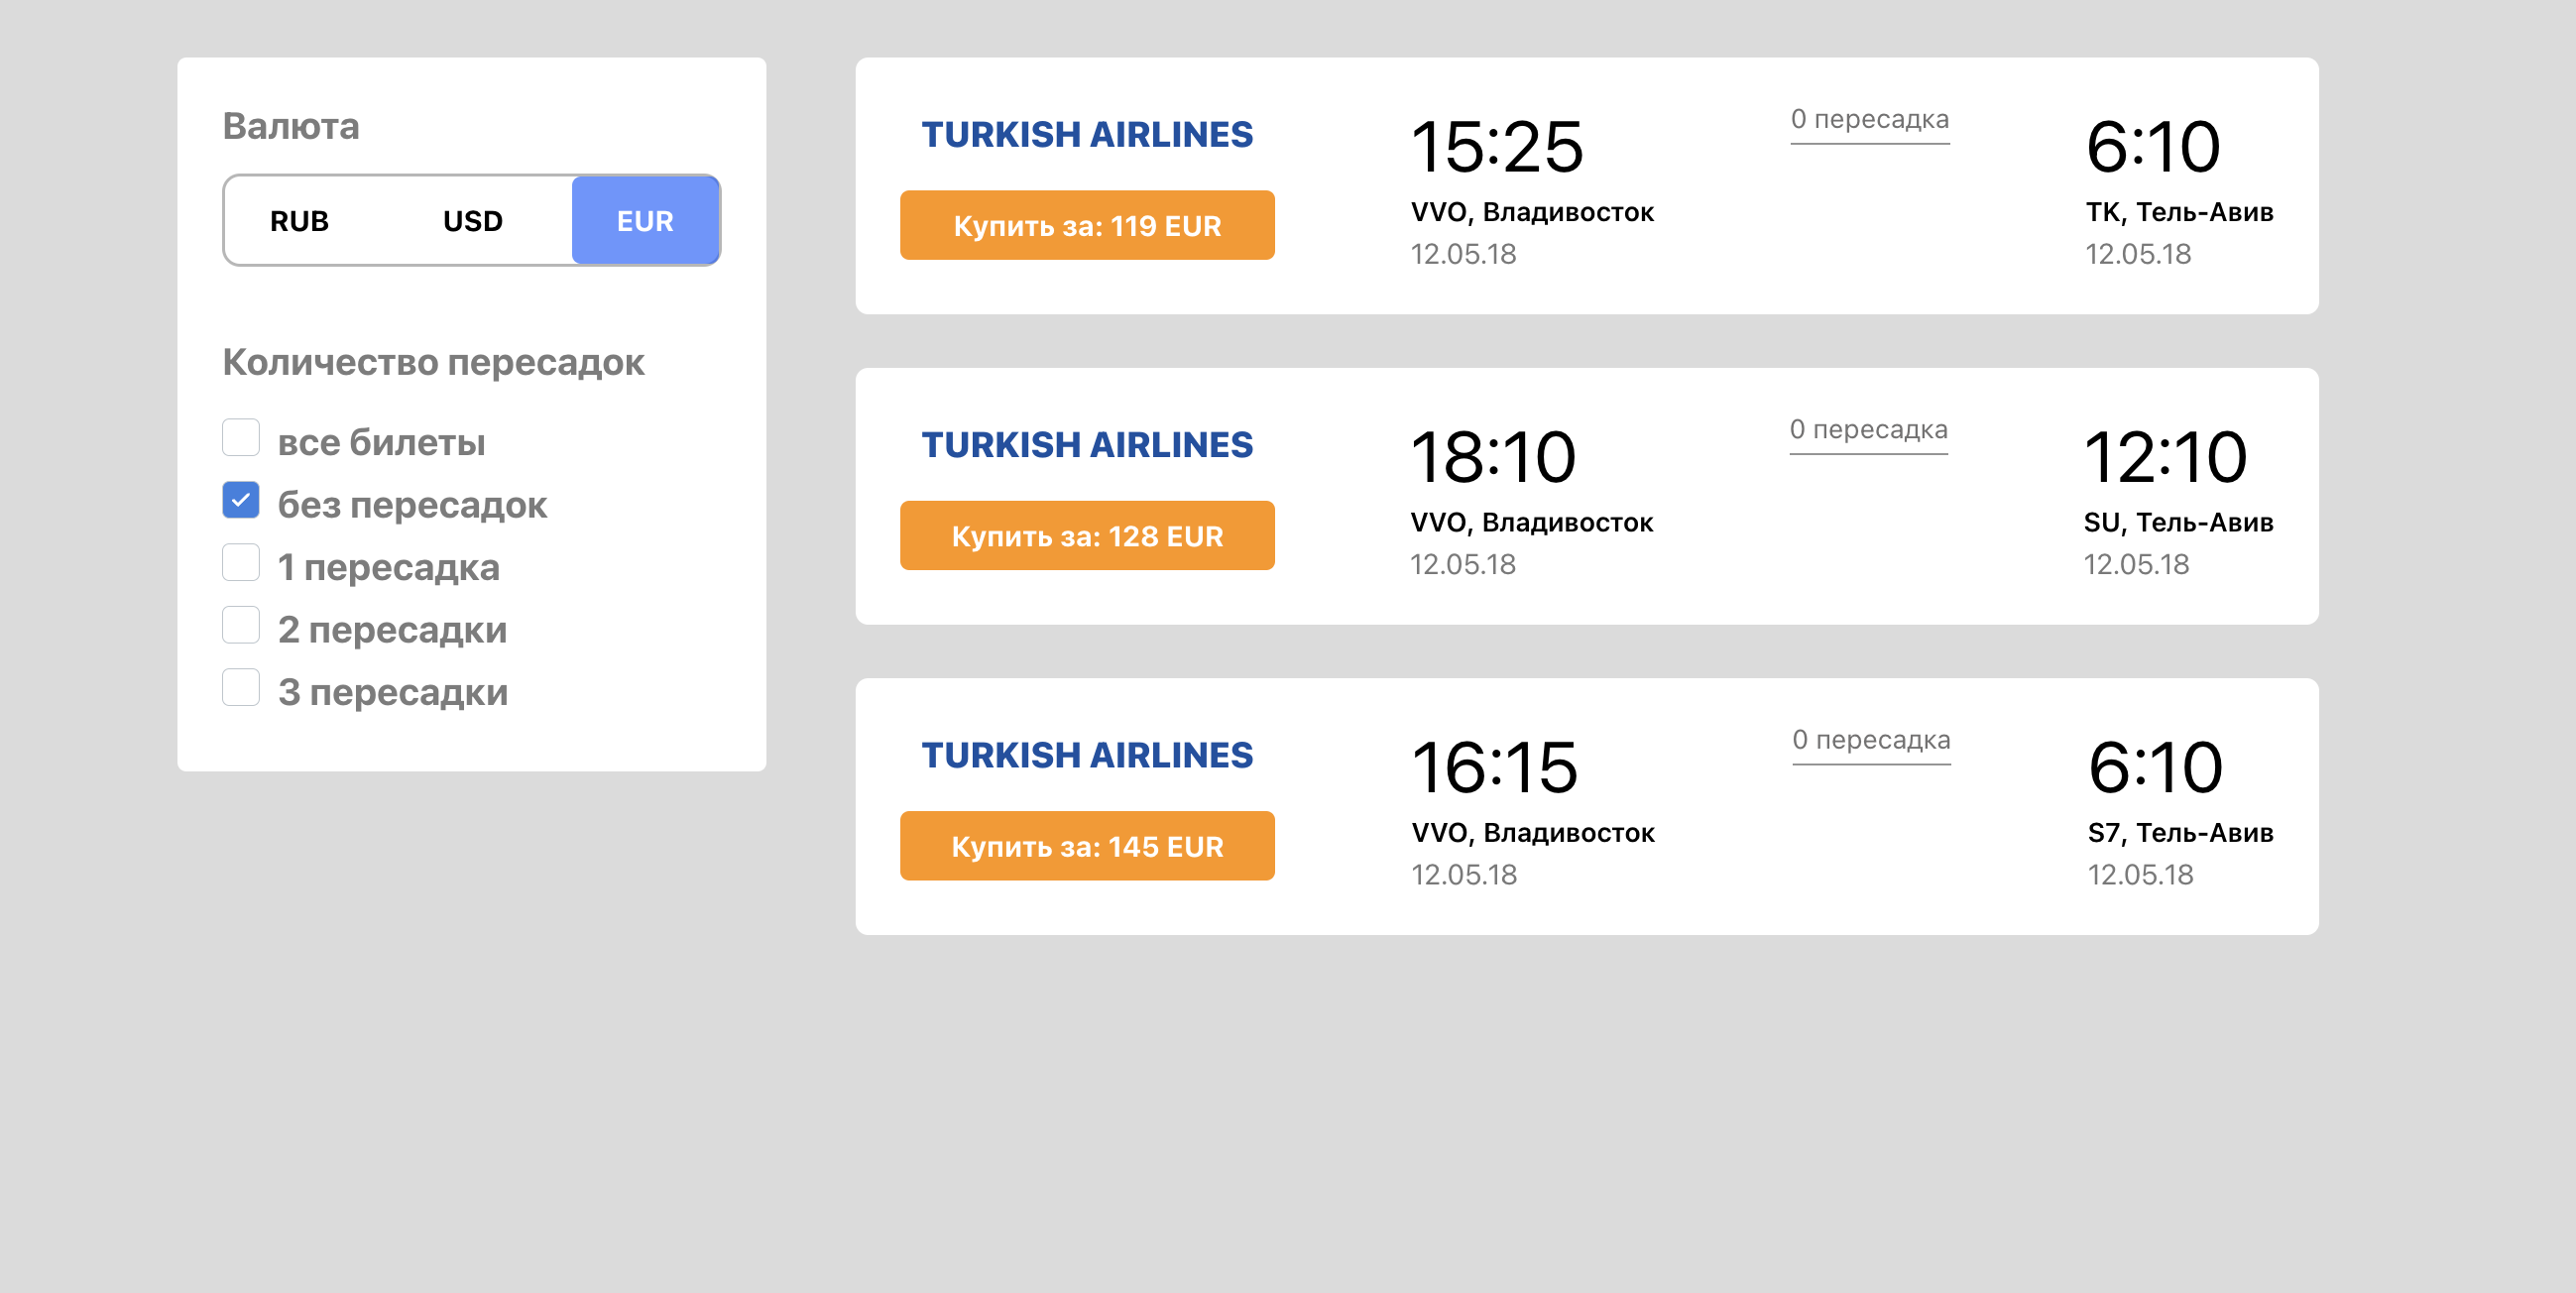 Валюта
RUB
USD
EUR
Количество пересадок
все билеты
без пересадок
1 пересадка
2 пересадки
3 пересадки
TURKISH AIRLINES
Купить за: 119 EUR
15:25
VVO, Владивосток
12.05.18
0 пересадка
6:10
TK, Тель-Авив
12.05.18
TURKISH AIRLINES
Купить за: 128 EUR
18:10
VVO, Владивосток
12.05.18
0 пересадка
12:10
SU, Тель-Авив
12.05.18
TURKISH AIRLINES
Купить за: 145 EUR
16:15
VVO, Владивосток
12.05.18
0 пересадка
6:10
S7, Тель-Авив
12.05.18